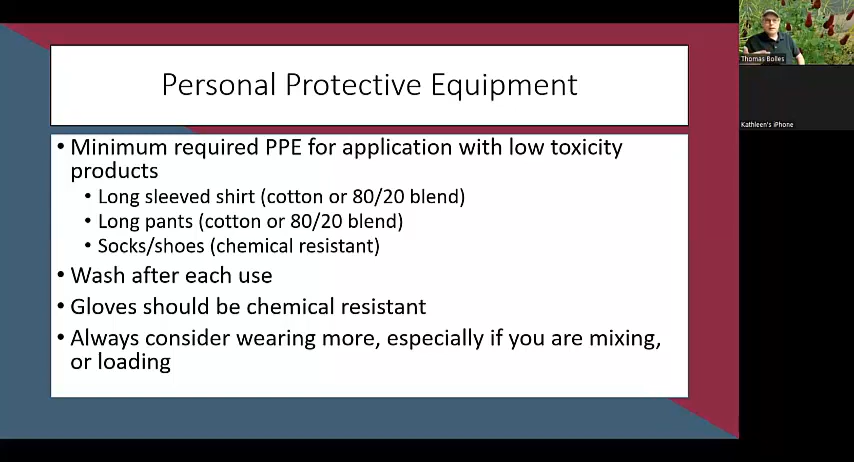 Personal Protective Equipment
• Minimum required PPE for application with low toxicity
products
• Long sleeved shirt (cotton or 80/20 blend)
• Long pants (cotton or 80/20 blend)
• Socks/shoes (chemical resistant)
• Wash after each use
• Gloves should be chemical resistant
• Always consider wearing more, especially if you are mixing,
or loading
Thomas Bolles
Kathleen's iPhone